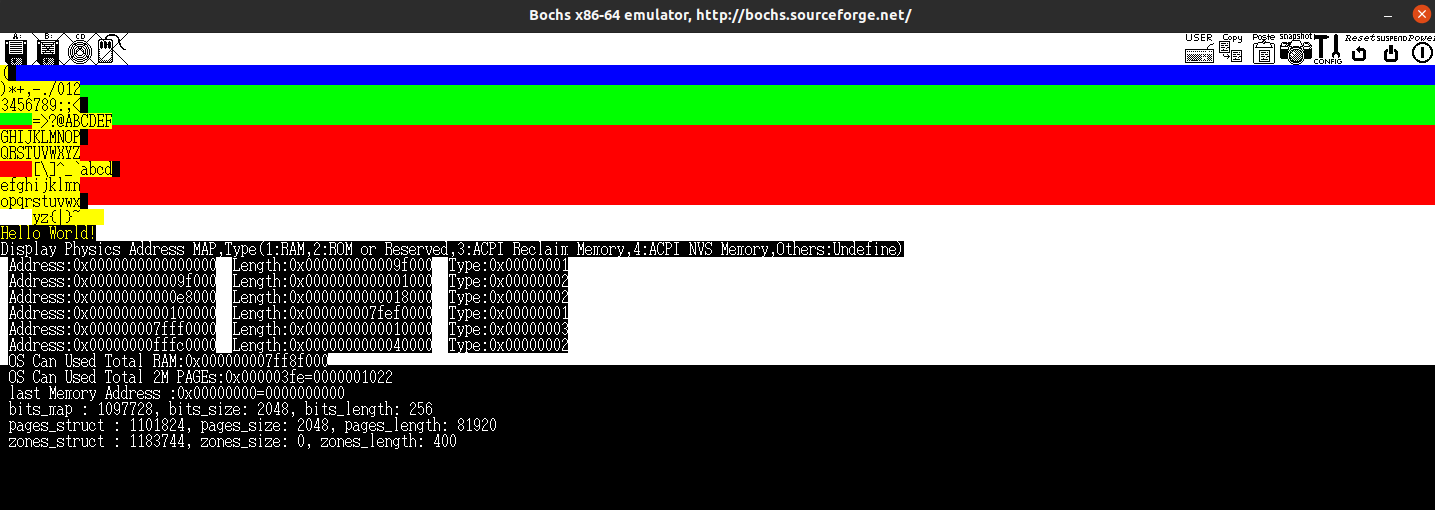 Bochs x86-64 emulator, http://bochs.sourceforge.net/
A: B: CD USER Copy Paste snapshot CONFIG Reset SUSPEND Power
(
)*+,-./012
3456789:;<
=>?@ABCDEF
GHIJKLMNOP
QRSTUVWXYZ
[\]^_`abcd
efghijklmn
opqrstuvwx
yz{|}~
Hello World!
Display Physics Address MAP,Type(1:RAM,2:ROM or Reserved,3:ACPI Reclaim Memory,4:ACPI NVS Memory,Others:Undefine)
Address:0x0000000000000000 Length:0x000000000009f000 Type:0x00000001
Address:0x000000000009f000 Length:0x0000000000001000 Type:0x00000002
Address:0x00000000000e8000 Length:0x0000000000018000 Type:0x00000002
Address:0x0000000000100000 Length:0x000000007fef0000 Type:0x00000001
Address:0x000000007fff0000 Length:0x0000000000010000 Type:0x00000003
Address:0x00000000fffc0000 Length:0x0000000000040000 Type:0x00000002
OS Can Used Total RAM:0x000000007ff8f000
OS Can Used Total 2M PAGEs:0x000003fe=0000001022
last Memory Address :0x00000000=0000000000
bits_map : 1097728, bits_size: 2048, bits_length: 256
pages_struct : 1101824, pages_size: 2048, pages_length: 81920
zones_struct : 1183744, zones_size: 0, zones_length: 400